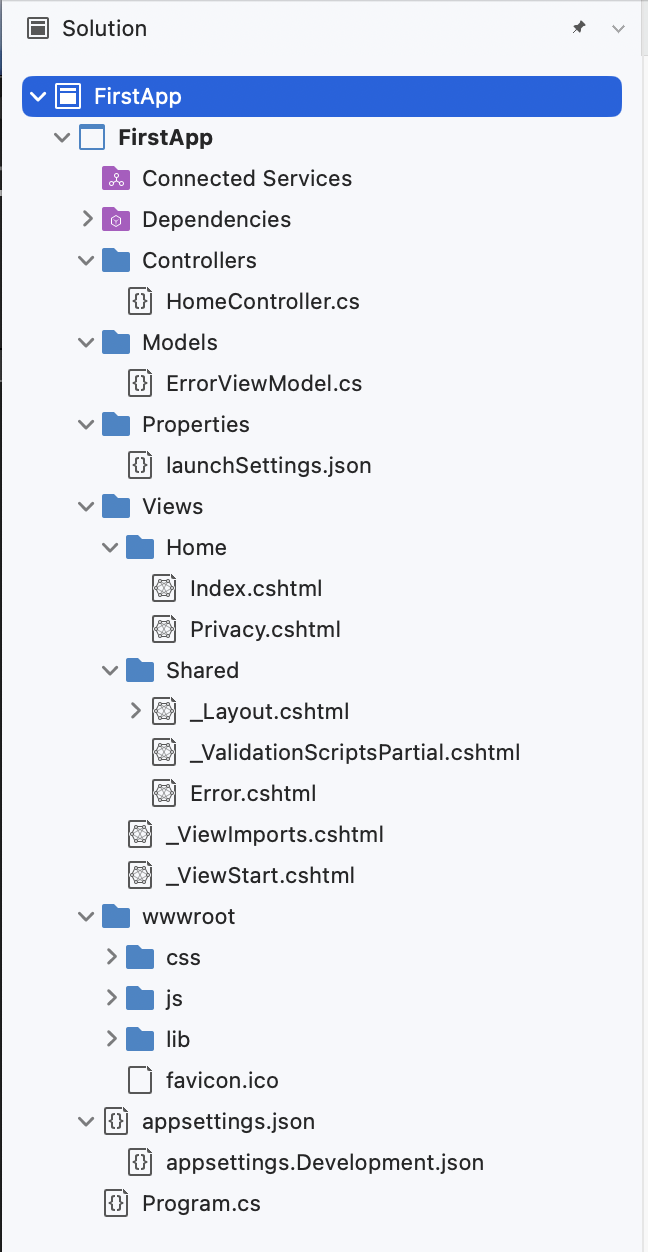 Solution
FirstApp
FirstApp
Connected Services
Dependencies
Controllers
HomeController.cs
Models
ErrorViewModel.cs
Properties
launchSettings.json
Views
Home
Index.cshtml
Privacy.cshtml
Shared
_Layout.cshtml
_ValidationScriptsPartial.cshtml
Error.cshtml
_ViewImports.cshtml
_ViewStart.cshtml
wwwroot
css
js
lib
favicon.ico
appsettings.json
appsettings.Development.json
Program.cs